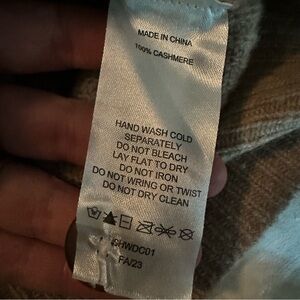 MADE IN CHINA
100% CASHMERE
HAND WASH COLD
SEPARATELY
DO NOT BLEACH
LAY FLAT TO DRY
DO NOT IRON
DO NOT WRING OR TWIST
DO NOT DRY CLEAN
SHWDC01
FA/23